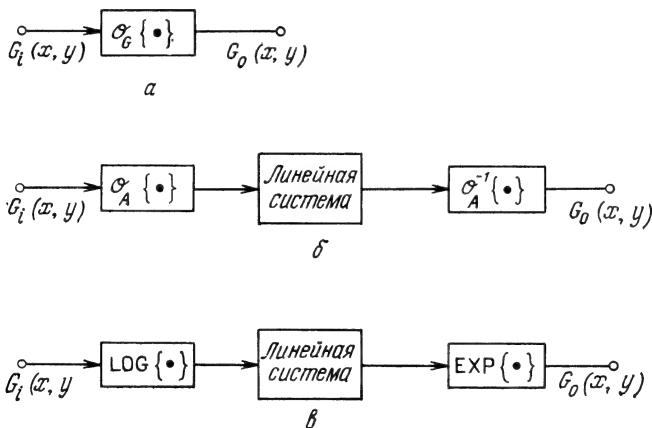 𝒪_G {•}
G_i (x, y) G_o (x, y)
а
𝒪_A {•} Линейная система 𝒪_A^{-1} {•}
G_i (x, y) G_o (x, y)
б
LOG {•} Линейная система EXP {•}
G_i (x, y G_o (x, y)
в